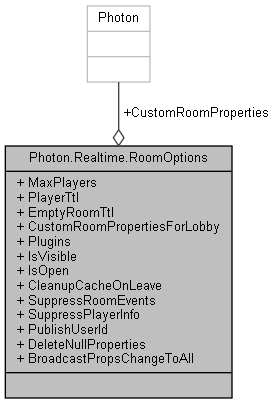 Photon
+CustomRoomProperties
Photon.Realtime.RoomOptions
+ MaxPlayers
+ PlayerTtl
+ EmptyRoomTtl
+ CustomRoomPropertiesForLobby
+ Plugins
+ IsVisible
+ IsOpen
+ CleanupCacheOnLeave
+ SuppressRoomEvents
+ SuppressPlayerInfo
+ PublishUserId
+ DeleteNullProperties
+ BroadcastPropsChangeToAll